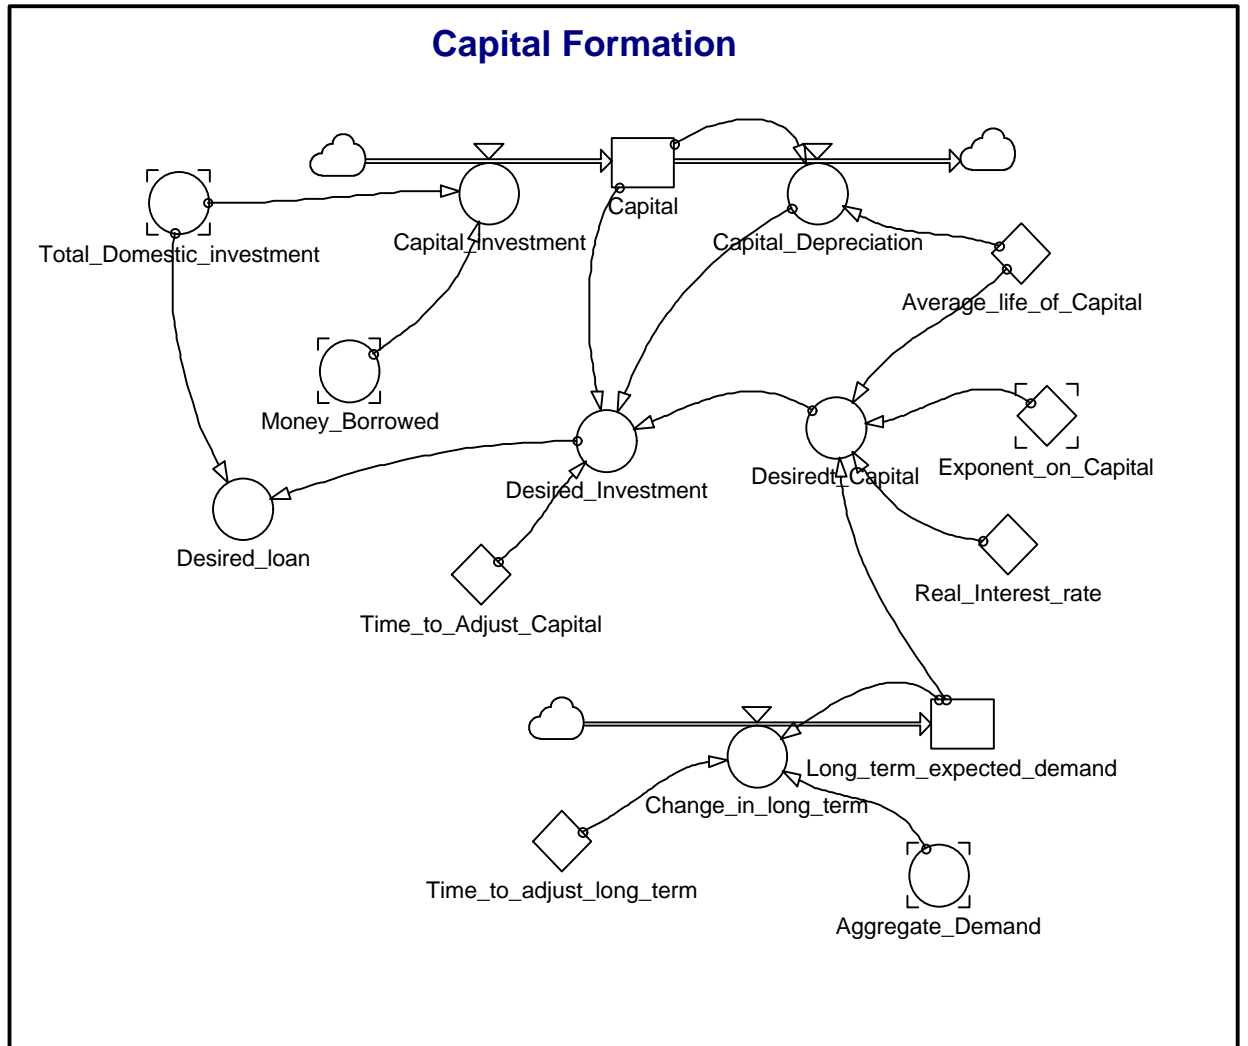 Capital Formation
Capital
Total_Domestic_investment
Capital_Investment
Capital_Depreciation
Average_life_of_Capital
Money_Borrowed
Desired_Investment
Desiredt_Capital
Exponent_on_Capital
Desired_loan
Real_Interest_rate
Time_to_Adjust_Capital
Long_term_expected_demand
Change_in_long_term
Time_to_adjust_long_term
Aggregate_Demand